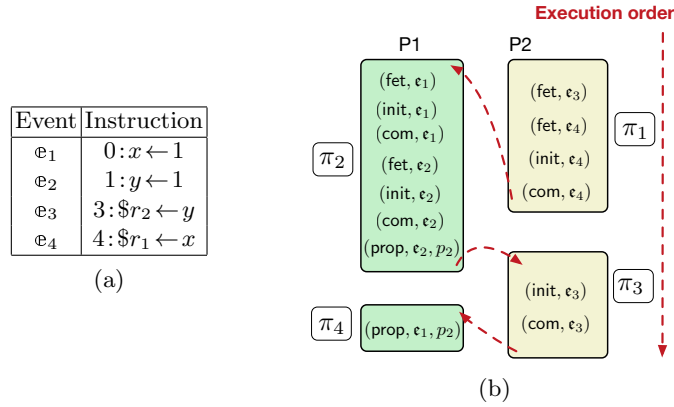 Execution order
P1 P2
(fet, 𝔢₁)
(init, 𝔢₁)
(com, 𝔢₁)
(fet, 𝔢₂)
(init, 𝔢₂)
(com, 𝔢₂)
(prop, 𝔢₂, p₂)
π₂
(fet, 𝔢₃)
(fet, 𝔢₄)
(init, 𝔢₄)
(com, 𝔢₄)
π₁
(init, 𝔢₃)
(com, 𝔢₃)
π₃
π₄
(prop, 𝔢₁, p₂)
(b)
Event Instruction
𝕖₁ 0:x←1
𝕖₂ 1:y←1
𝕖₃ 3:$r₂←y
𝕖₄ 4:$r₁←x
(a)